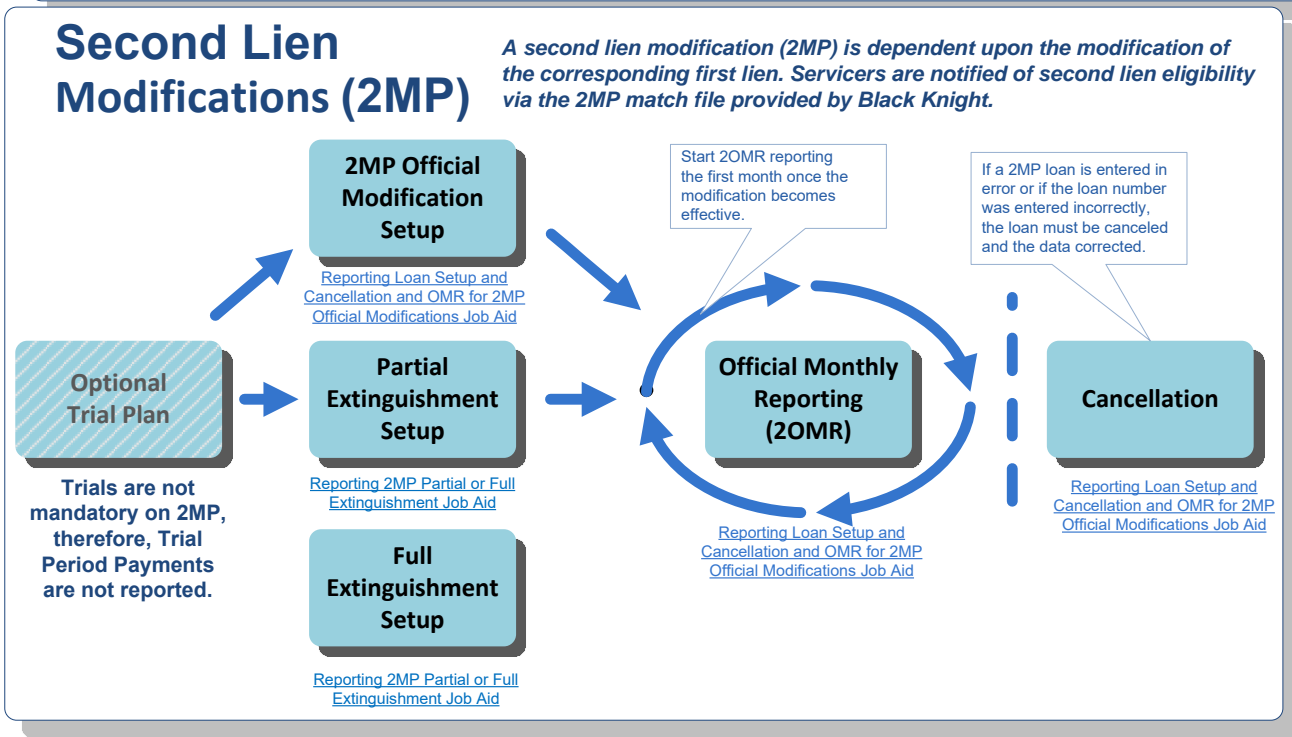 Second Lien
Modifications (2MP)
A second lien modification (2MP) is dependent upon the modification of
the corresponding first lien. Servicers are notified of second lien eligibility
via the 2MP match file provided by Black Knight.
2MP Official
Modification
Setup
Reporting Loan Setup and
Cancellation and OMR for 2MP
Official Modifications Job Aid
Start 2OMR reporting
the first month once the
modification becomes
effective.
If a 2MP loan is entered in
error or if the loan number
was entered incorrectly,
the loan must be canceled
and the data corrected.
Optional
Trial Plan
Trials are not
mandatory on 2MP,
therefore, Trial
Period Payments
are not reported.
Partial
Extinguishment
Setup
Reporting 2MP Partial or Full
Extinguishment Job Aid
Full
Extinguishment
Setup
Reporting 2MP Partial or Full
Extinguishment Job Aid
Official Monthly
Reporting
(2OMR)
Reporting Loan Setup and
Cancellation and OMR for 2MP
Official Modifications Job Aid
Cancellation
Reporting Loan Setup and
Cancellation and OMR for 2MP
Official Modifications Job Aid